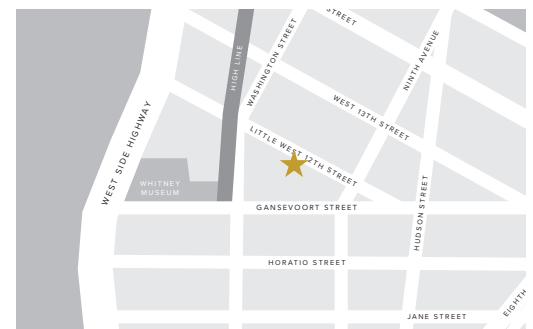 STREET
HIGH LINE
WASHINGTON STREET
NINTH AVENUE
WEST 13TH STREET
WEST SIDE HIGHWAY
LITTLE WEST 12TH STREET
WHITNEY
MUSEUM
GANSEVOORT STREET
HUDSON STREET
HORATIO STREET
EIGHTH
JANE STREET